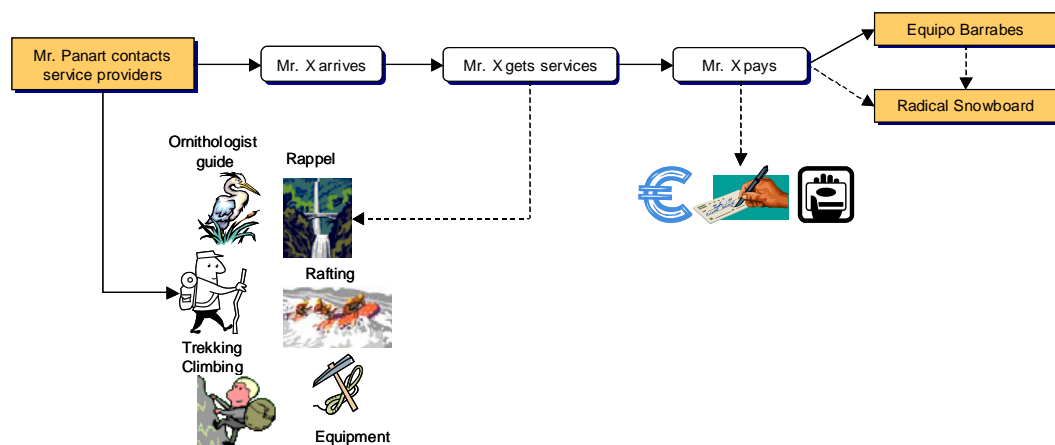 Mr. Panart contacts
service providers
Mr. X arrives
Mr. X gets services
Mr. X pays
Equipo Barrabes
Radical Snowboard
Ornithologist
guide
Rappel
Rafting
Trekking
Climbing
Equipment